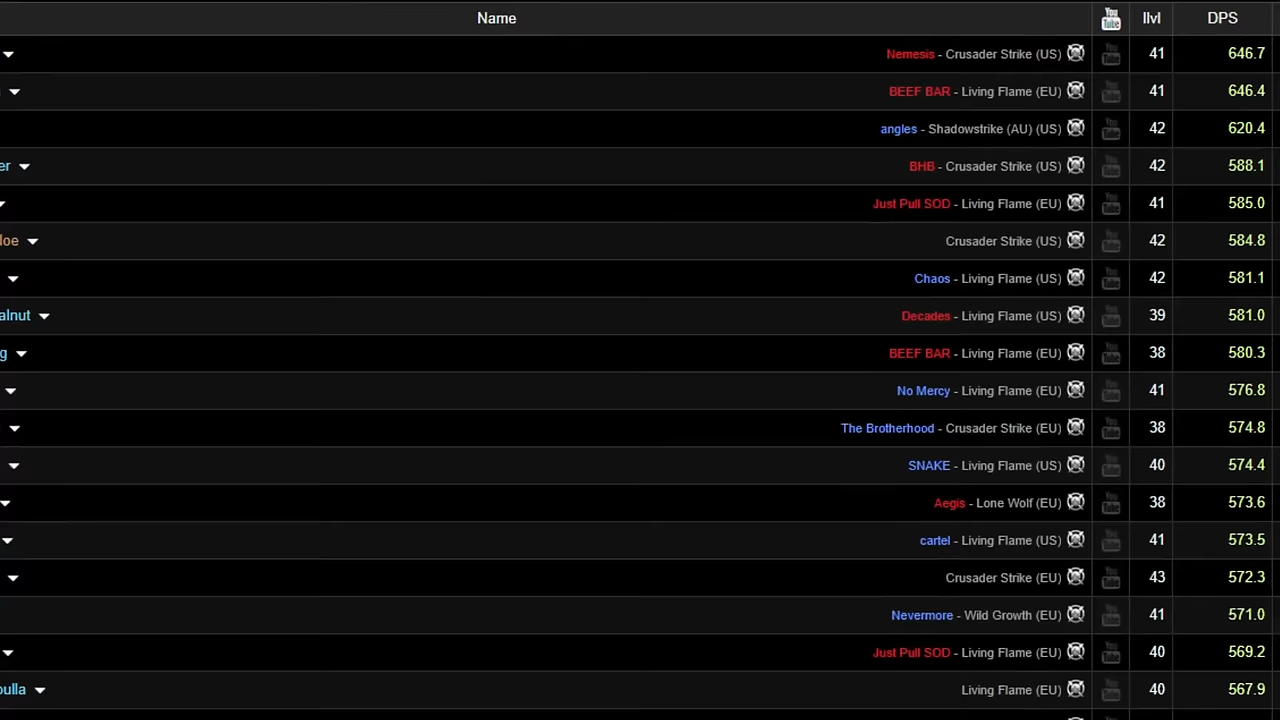 Name You Tube Ilvl DPS
Nemesis - Crusader Strike (US) 41 646.7
BEEF BAR - Living Flame (EU) 41 646.4
angles - Shadowstrike (AU) (US) 42 620.4
er BHB - Crusader Strike (US) 42 588.1
Just Pull SOD - Living Flame (EU) 41 585.0
loe Crusader Strike (US) 42 584.8
Chaos - Living Flame (US) 42 581.1
alnut Decades - Living Flame (US) 39 581.0
g BEEF BAR - Living Flame (EU) 38 580.3
No Mercy - Living Flame (EU) 41 576.8
The Brotherhood - Crusader Strike (EU) 38 574.8
SNAKE - Living Flame (US) 40 574.4
Aegis - Lone Wolf (EU) 38 573.6
cartel - Living Flame (US) 41 573.5
Crusader Strike (EU) 43 572.3
Nevermore - Wild Growth (EU) 41 571.0
Just Pull SOD - Living Flame (EU) 40 569.2
oulla Living Flame (EU) 40 567.9